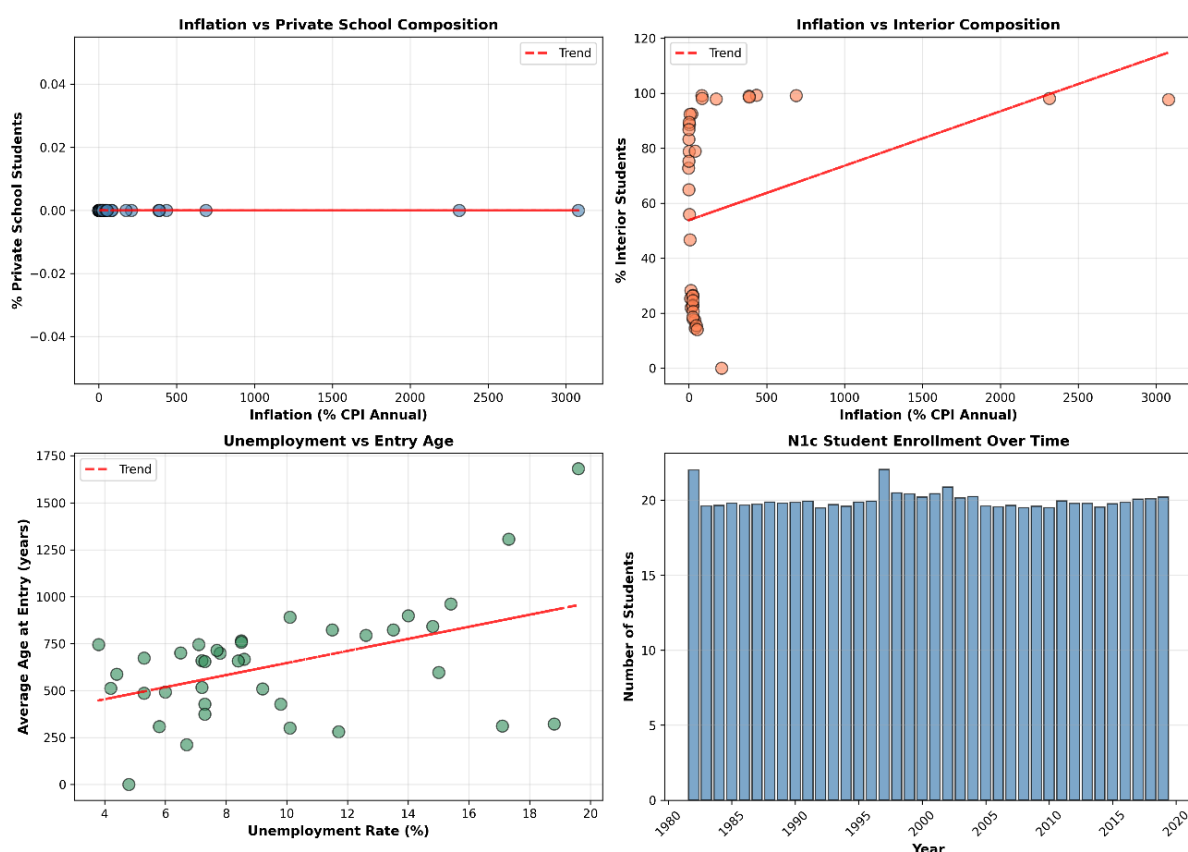 Inflation vs Private School Composition
Trend
% Private School Students
0.04
0.02
0.00
−0.02
−0.04
0 500 1000 1500 2000 2500 3000
Inflation (% CPI Annual)
Inflation vs Interior Composition
Trend
% Interior Students
120
100
80
60
40
20
0
0 500 1000 1500 2000 2500 3000
Inflation (% CPI Annual)
Unemployment vs Entry Age
Trend
Average Age at Entry (years)
1750
1500
1250
1000
750
500
250
0
4 6 8 10 12 14 16 18 20
Unemployment Rate (%)
N1c Student Enrollment Over Time
Number of Students
20
15
10
5
0
1980 1985 1990 1995 2000 2005 2010 2015 2020
Year